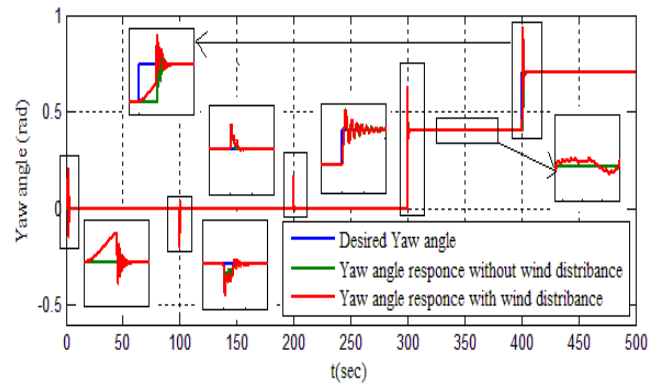 1
0.5
0
-0.5
Yaw angle (rad)
Desired Yaw angle
Yaw angle responce without wind distribance
Yaw angle responce with wind distribance
0 50 100 150 200 250 300 350 400 450 500
t(sec)